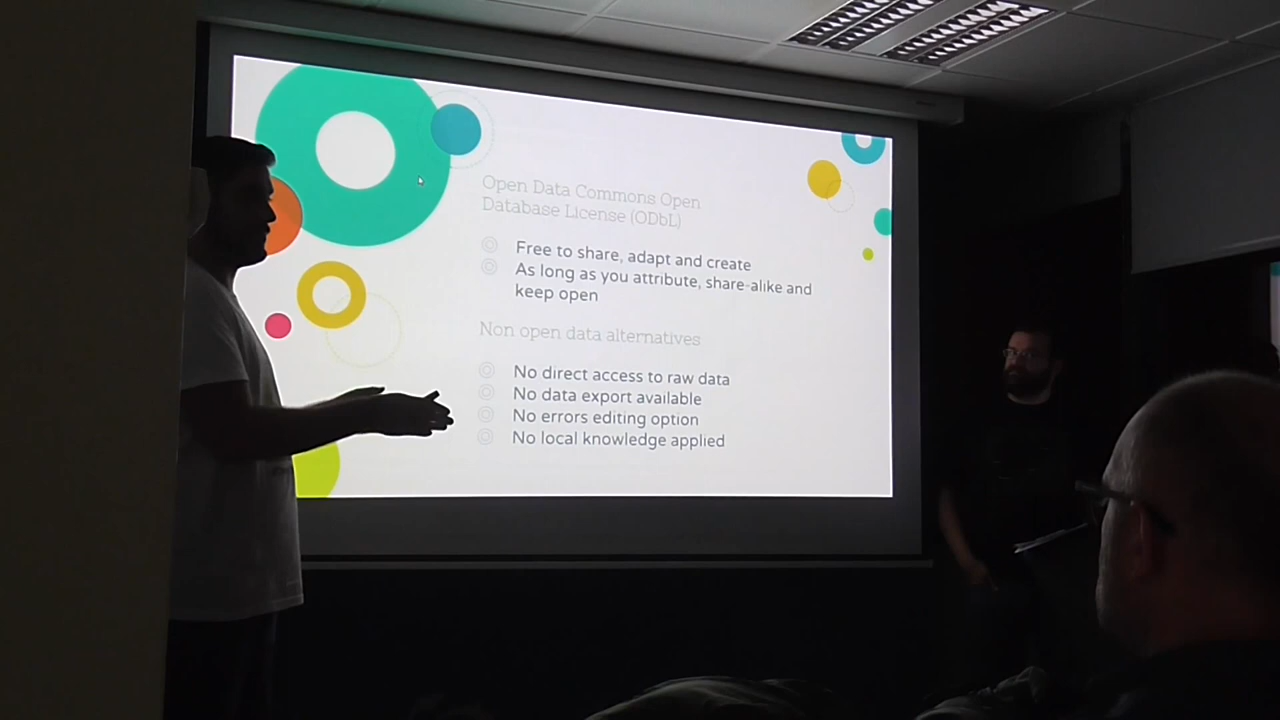 Open Data Commons Open
Database License (ODbL)
Free to share, adapt and create
As long as you attribute, share-alike and
keep open
Non open data alternatives
No direct access to raw data
No data export available
No errors editing option
No local knowledge applied